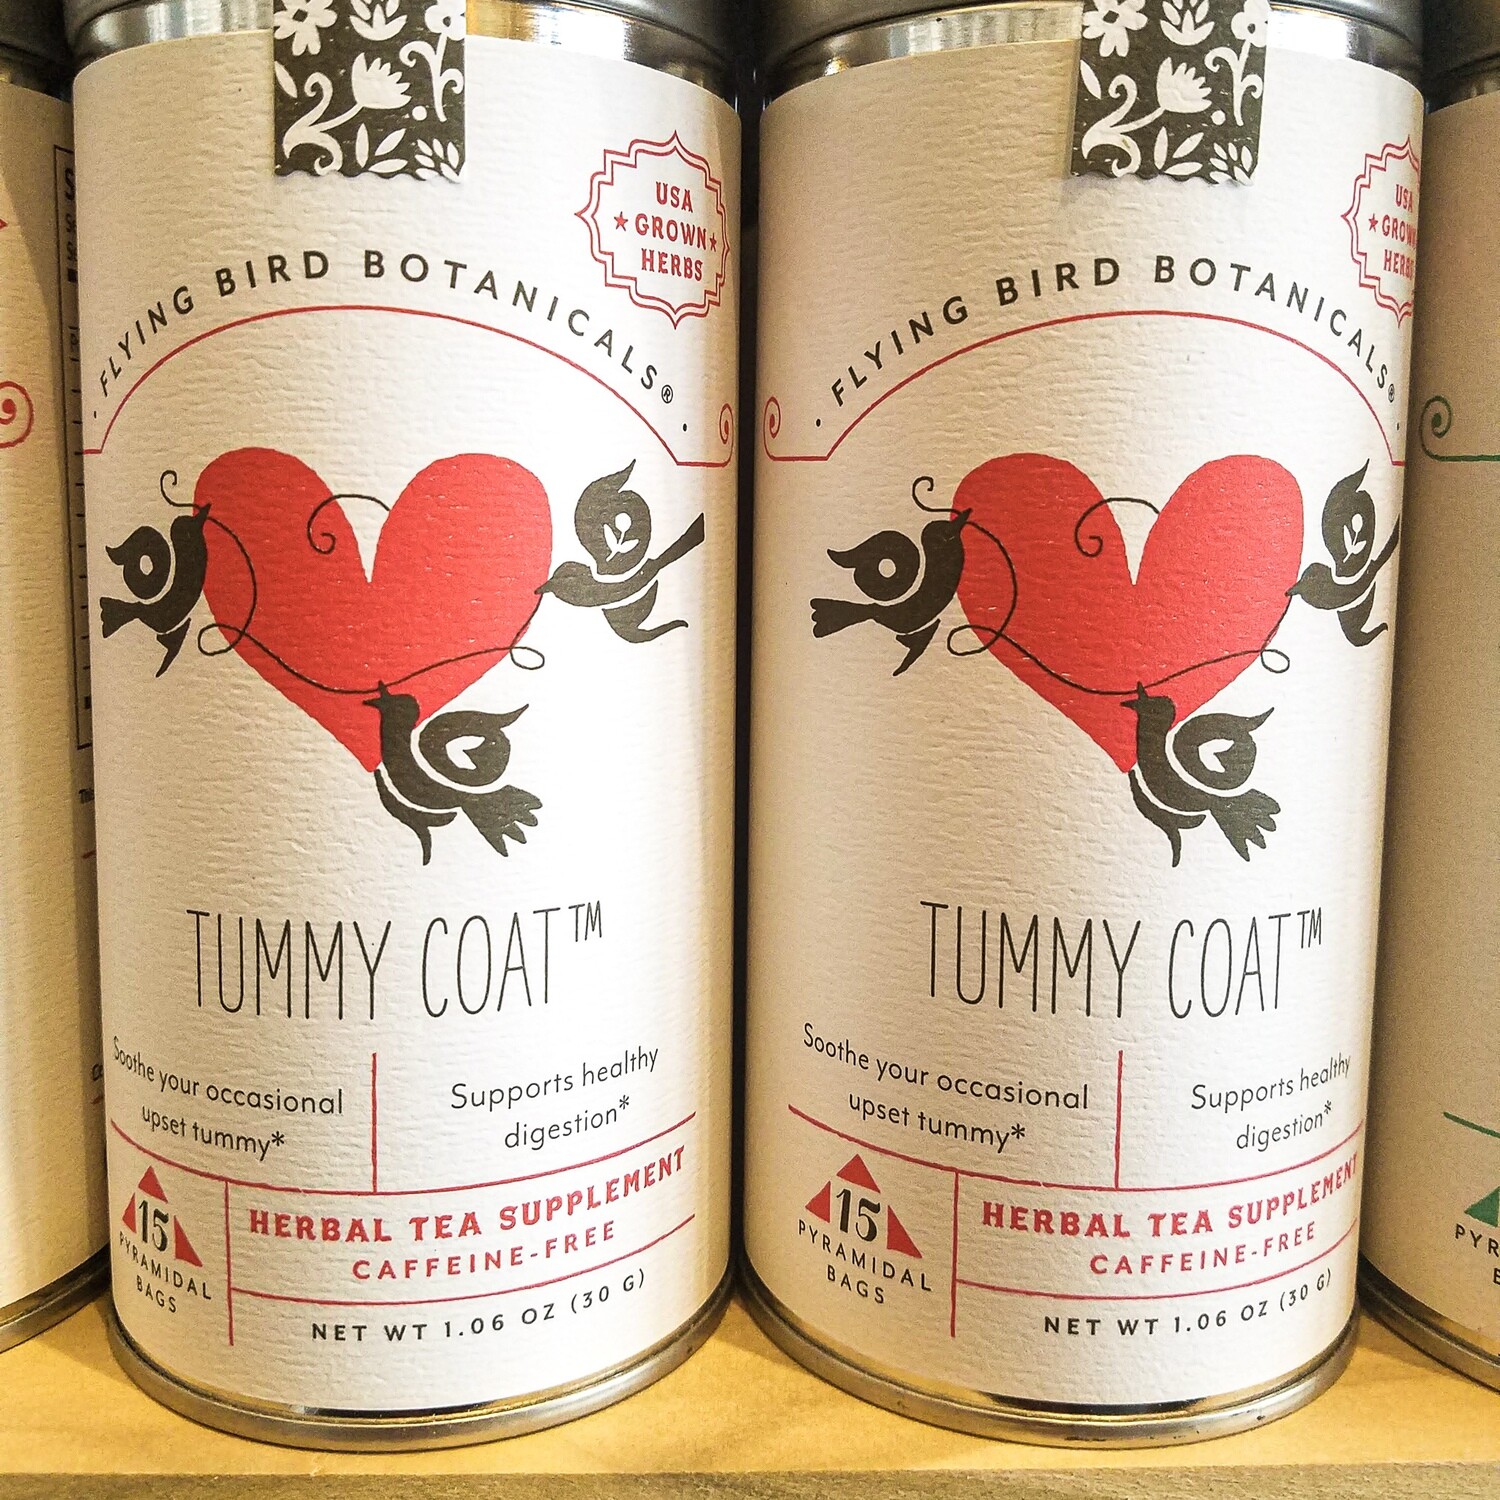 USA
GROWN
HERBS
FLYING BIRD BOTANICALS®
TUMMY COAT™
Soothe your occasional
upset tummy*
Supports healthy
digestion*
15
PYRAMIDAL
BAGS
HERBAL TEA SUPPLEMENT
CAFFEINE-FREE
NET WT 1.06 OZ (30 G)
USA
GROWN
HERBS
FLYING BIRD BOTANICALS®
TUMMY COAT™
Soothe your occasional
upset tummy*
Supports healthy
digestion*
15
PYRAMIDAL
BAGS
HERBAL TEA SUPPLEMENT
CAFFEINE-FREE
NET WT 1.06 OZ (30 G)